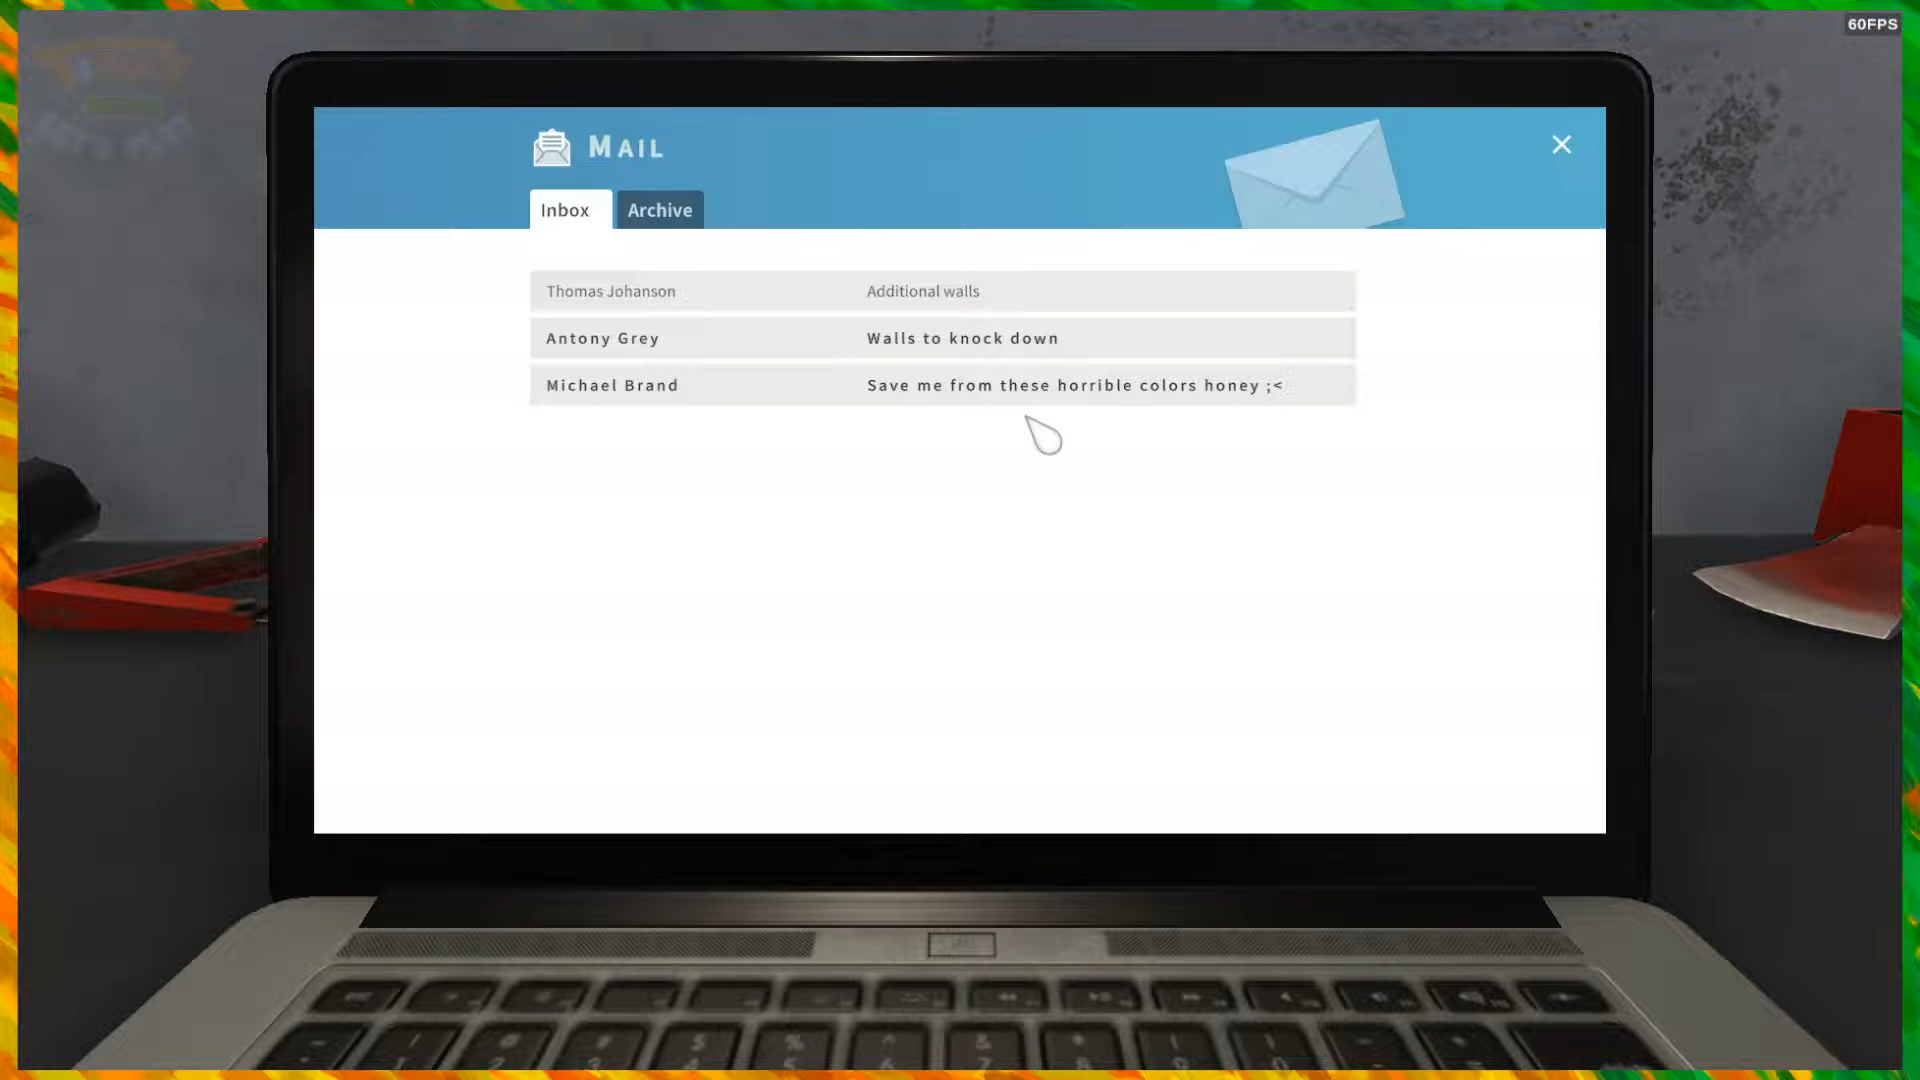 60FPS
MAIL
Inbox Archive
Thomas Johanson Additional walls
Antony Grey Walls to knock down
Michael Brand Save me from these horrible colors honey ;<